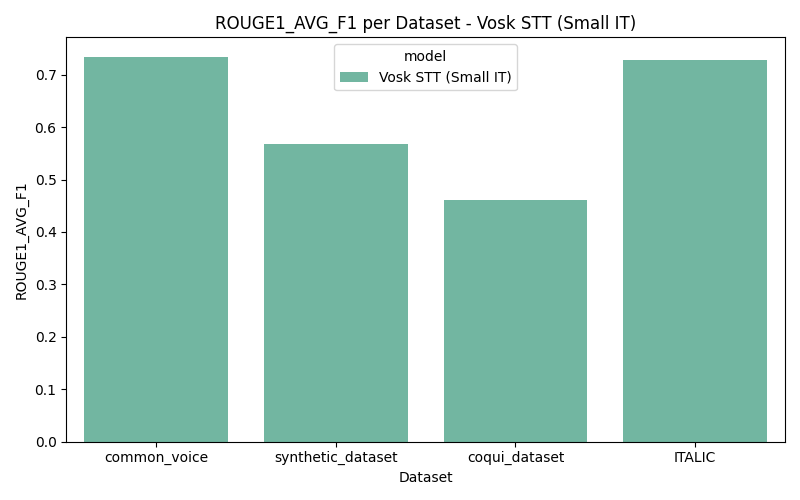 ROUGE1_AVG_F1 per Dataset - Vosk STT (Small IT)
model
Vosk STT (Small IT)
ROUGE1_AVG_F1
0.7
0.6
0.5
0.4
0.3
0.2
0.1
0.0
common_voice synthetic_dataset coqui_dataset ITALIC
Dataset